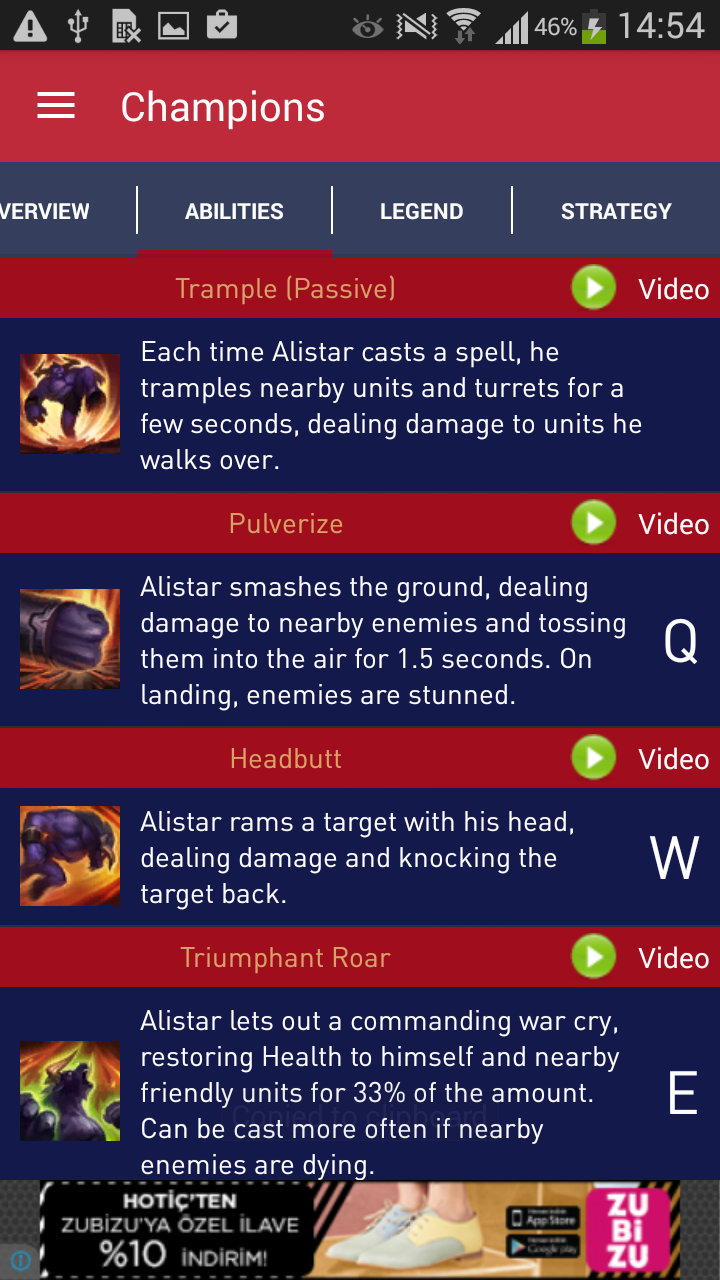 46% 14:54
Champions
VERVIEW ABILITIES LEGEND STRATEGY
Trample (Passive) Video
Each time Alistar casts a spell, he
tramples nearby units and turrets for a
few seconds, dealing damage to units he
walks over.
Pulverize Video
Alistar smashes the ground, dealing
damage to nearby enemies and tossing
them into the air for 1.5 seconds. On
landing, enemies are stunned.
Q
Headbutt Video
Alistar rams a target with his head,
dealing damage and knocking the
target back.
W
Triumphant Roar Video
Alistar lets out a commanding war cry,
restoring Health to himself and nearby
friendly units for 33% of the amount.
Copied to clipboard
Can be cast more often if nearby
enemies are dying.
E
HOTİÇ'TEN
ZUBİZU'YA ÖZEL İLAVE
%10 İNDİRİM!
App Store
Google play
ZU
Bi
ZU